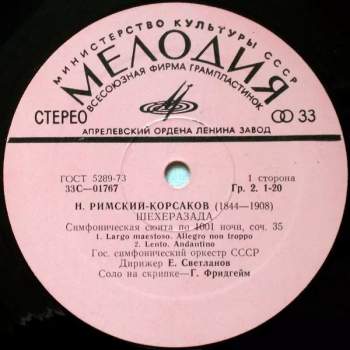 МИНИСТЕРСТВО КУЛЬТУРЫ СССР
МЕЛОДИЯ
ВСЕСОЮЗНАЯ ФИРМА ГРАМПЛАСТИНОК
СТЕРЕО
33
АПРЕЛЕВСКИЙ ОРДЕНА ЛЕНИНА ЗАВОД
ГОСТ 5289-73
1 сторона
33С—01767
Гр. 2. 1-20
Н. РИМСКИЙ-КОРСАКОВ (1844—1908)
ШЕХЕРАЗАДА
Симфоническая сюита по 1001 ночи, соч. 35
1. Largo maestoso. Allegro non troppo
2. Lento. Andantino
Гос. симфонический оркестр СССР
Дирижер Е. Светланов
Соло на скрипке—Г. Фридгейм